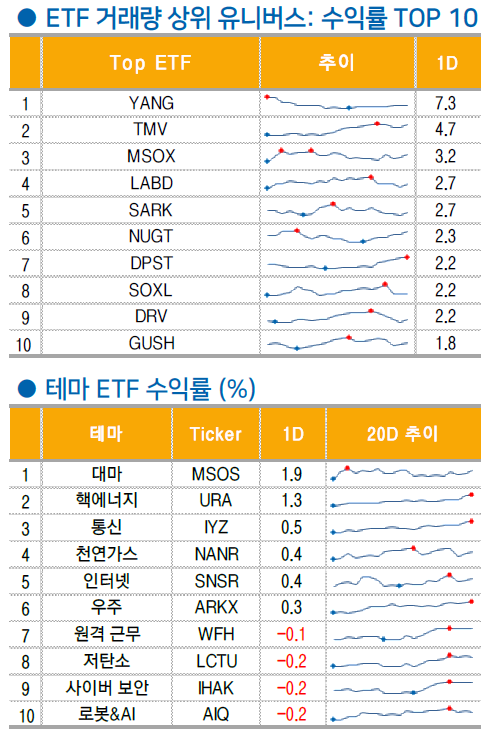 ● ETF 거래량 상위 유니버스: 수익률 TOP 10
Top ETF 추이 1D
1 YANG 7.3
2 TMV 4.7
3 MSOX 3.2
4 LABD 2.7
5 SARK 2.7
6 NUGT 2.3
7 DPST 2.2
8 SOXL 2.2
9 DRV 2.2
10 GUSH 1.8
● 테마 ETF 수익률 (%)
테마 Ticker 1D 20D 추이
1 대마 MSOS 1.9
2 핵에너지 URA 1.3
3 통신 IYZ 0.5
4 천연가스 NANR 0.4
5 인터넷 SNSR 0.4
6 우주 ARKX 0.3
7 원격 근무 WFH -0.1
8 저탄소 LCTU -0.2
9 사이버 보안 IHAK -0.2
10 로봇&AI AIQ -0.2